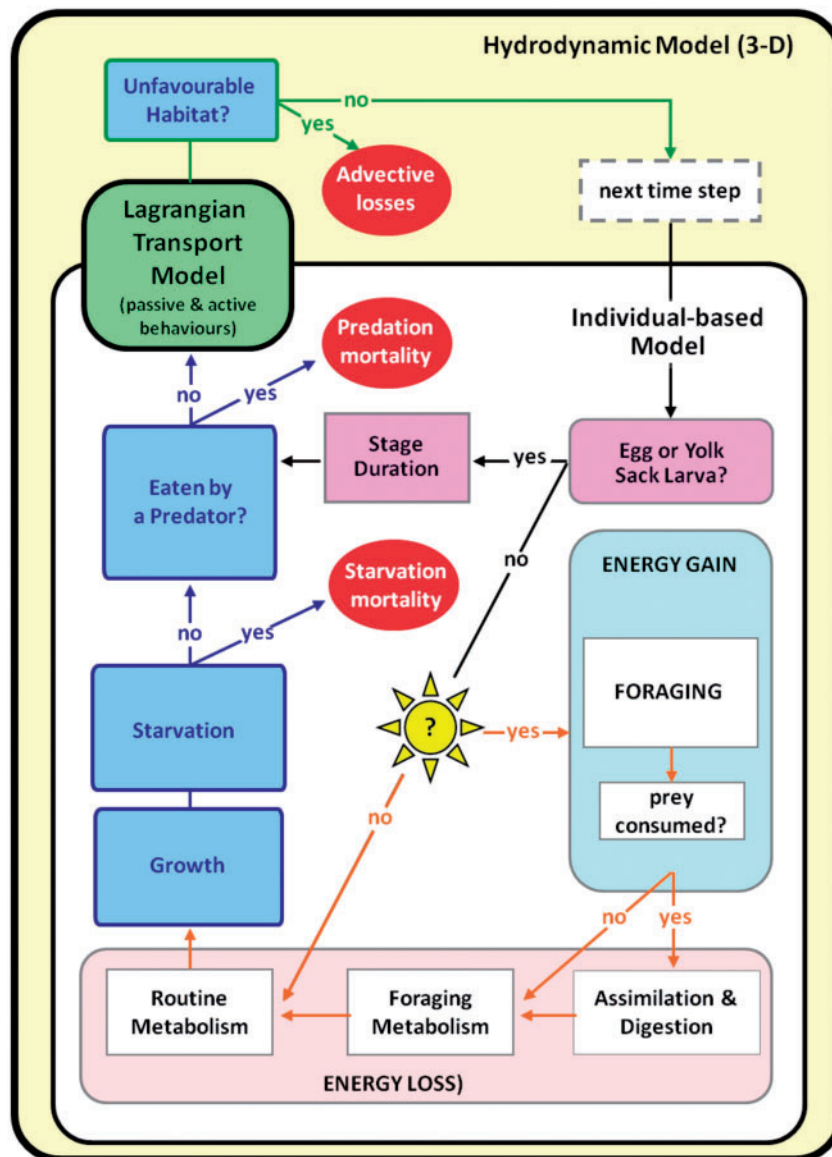 Hydrodynamic Model (3-D)
Unfavourable
Habitat?
no
yes
Advective
losses
next time step
Lagrangian
Transport
Model
(passive & active
behaviours)
Individual-based
Model
Predation
mortality
no
yes
Eaten by
a Predator?
Stage
Duration
yes
Egg or Yolk
Sack Larva?
no
ENERGY GAIN
Starvation
mortality
no
yes
FORAGING
Starvation
?
yes
prey
consumed?
no
Growth
no
yes
Routine
Metabolism
Foraging
Metabolism
Assimilation &
Digestion
ENERGY LOSS)